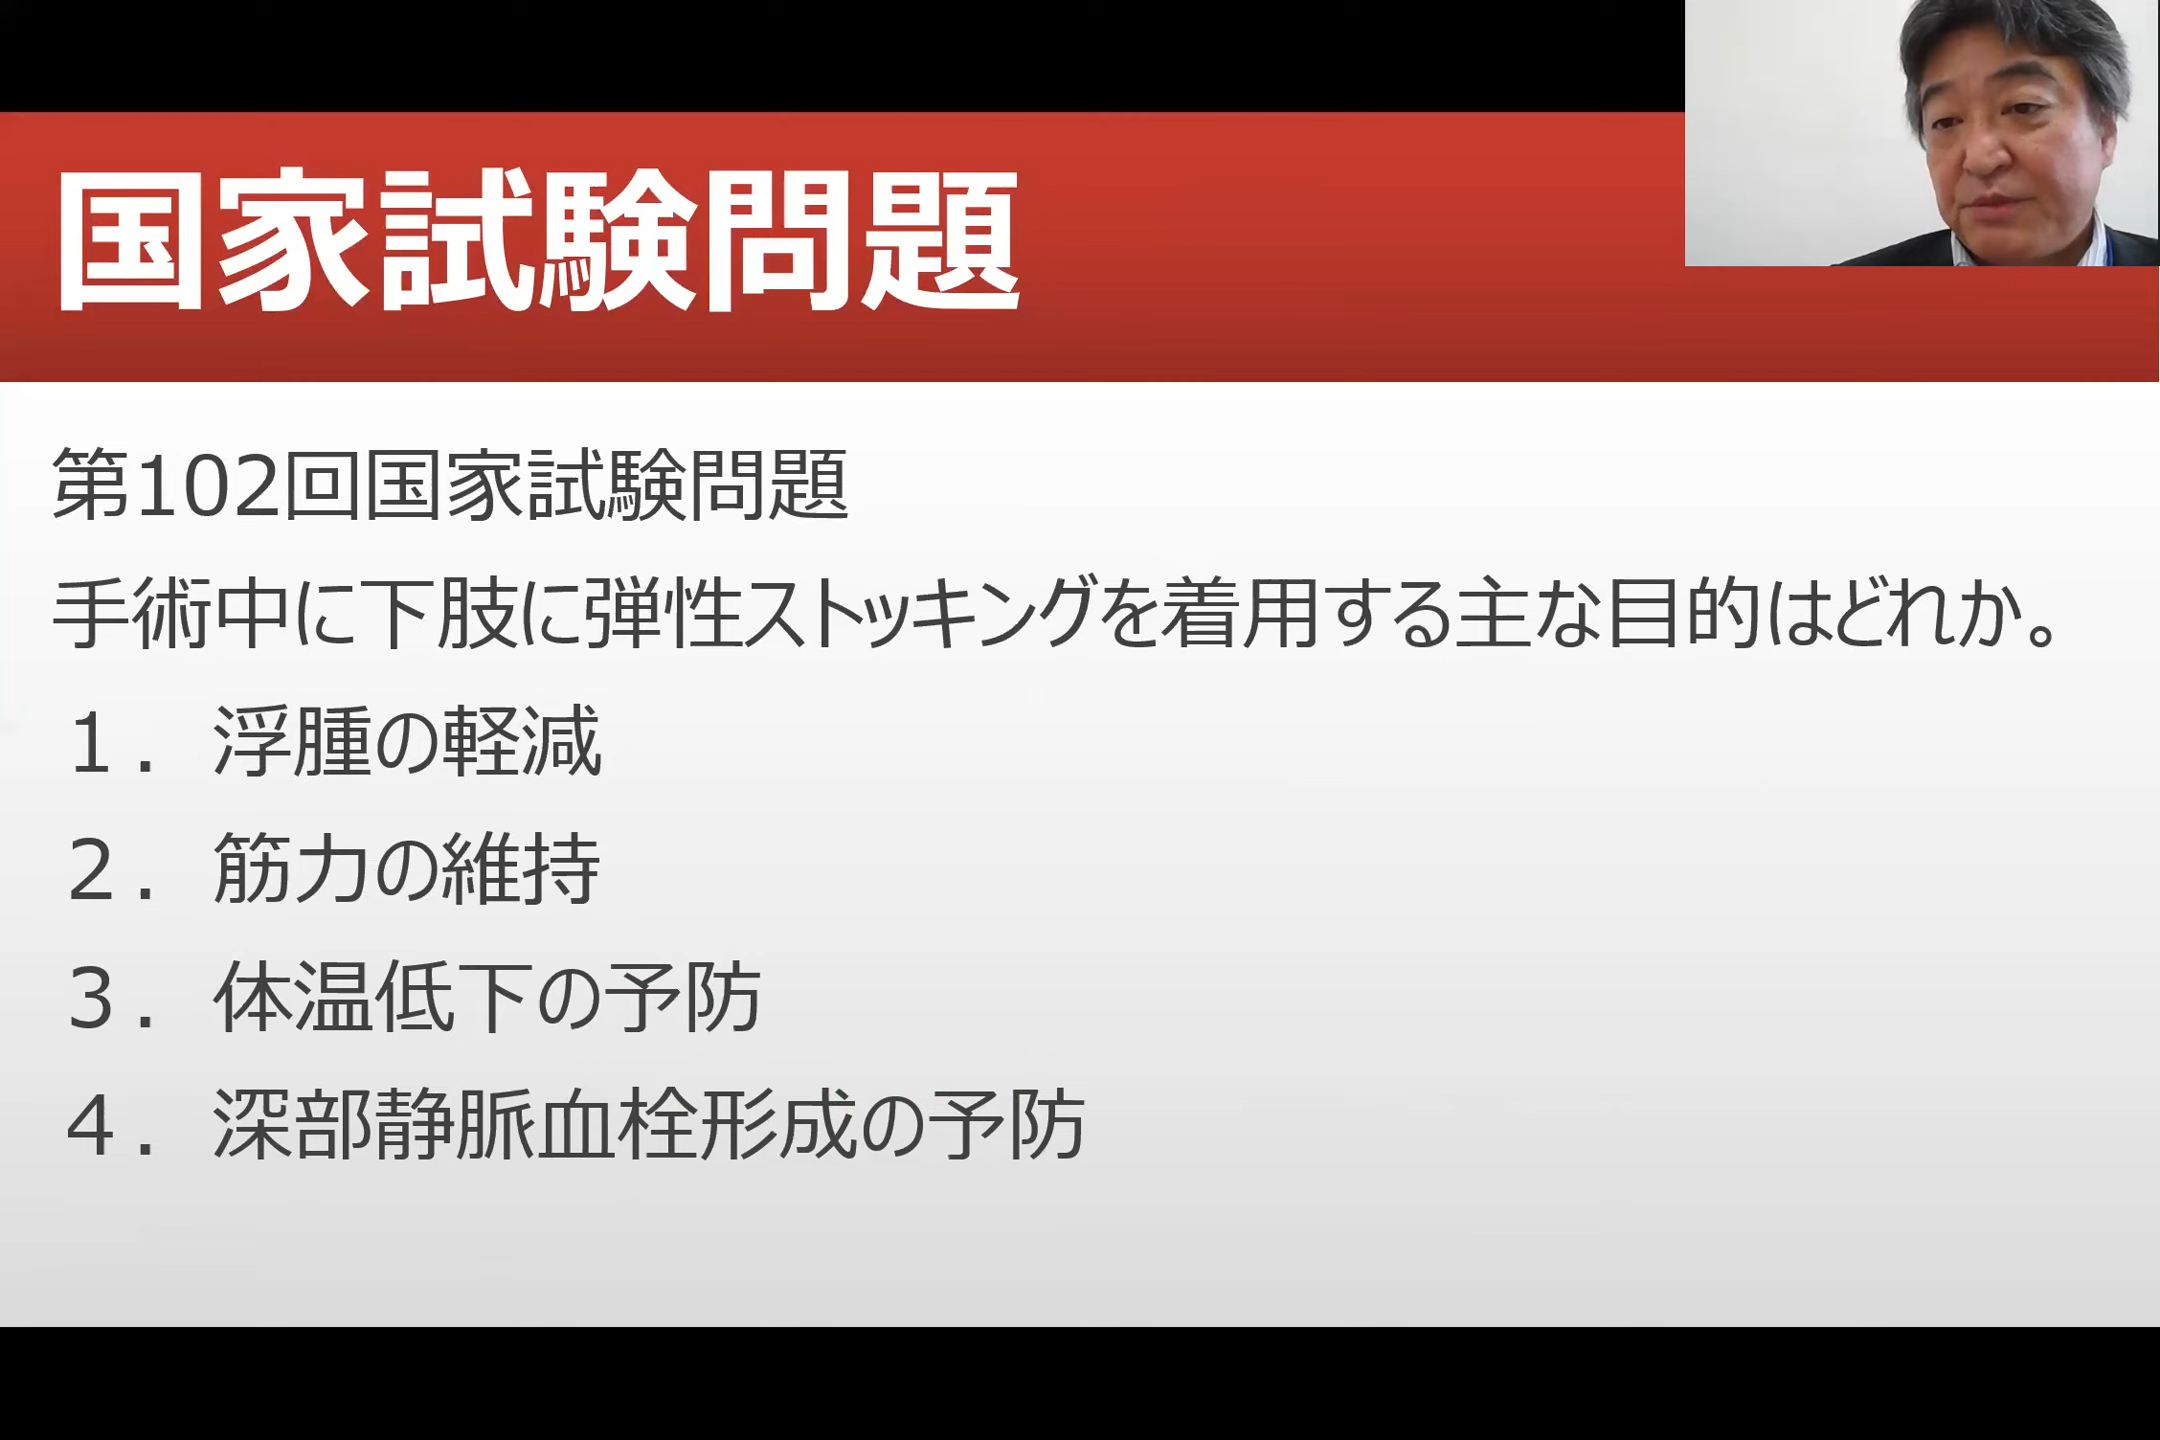 国家試験問題
第102回国家試験問題
手術中に下肢に弾性ストッキングを着用する主な目的はどれか。
１．浮腫の軽減
２．筋力の維持
３．体温低下の予防
４．深部静脈血栓形成の予防